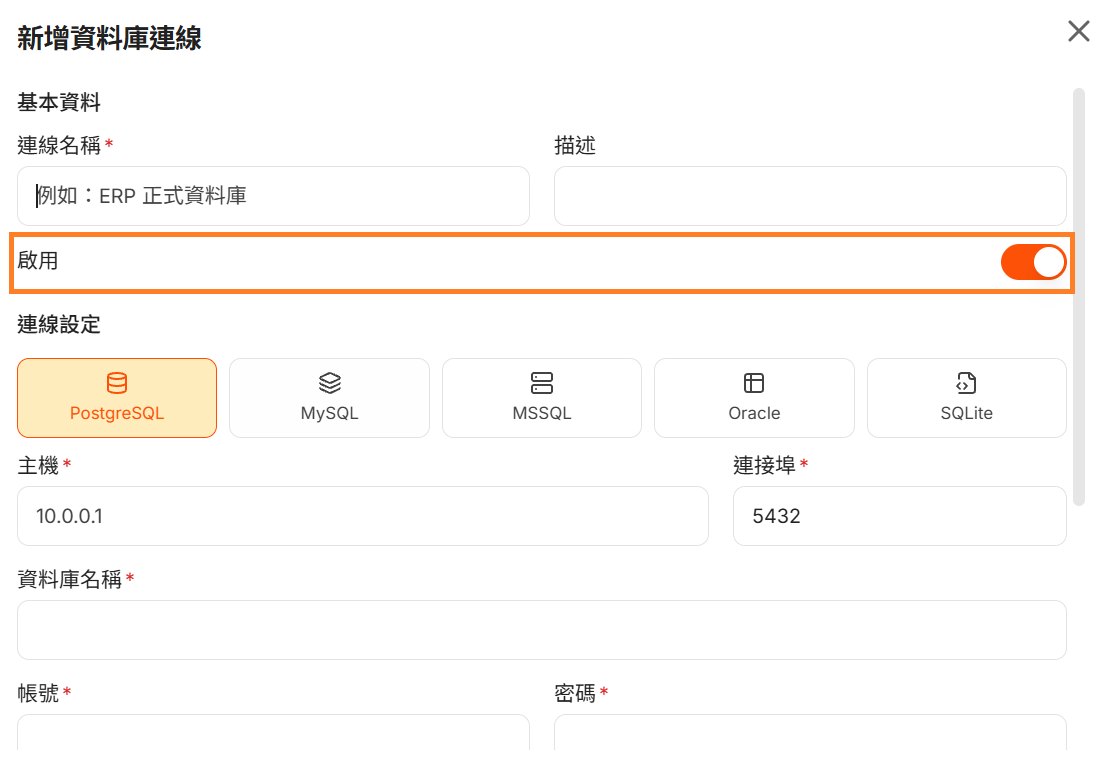 新增資料庫連線
基本資料
連線名稱*
描述
例如：ERP 正式資料庫
啟用
連線設定
PostgreSQL
MySQL
MSSQL
Oracle
SQLite
主機*
連接埠*
10.0.0.1
5432
資料庫名稱*
帳號*
密碼*